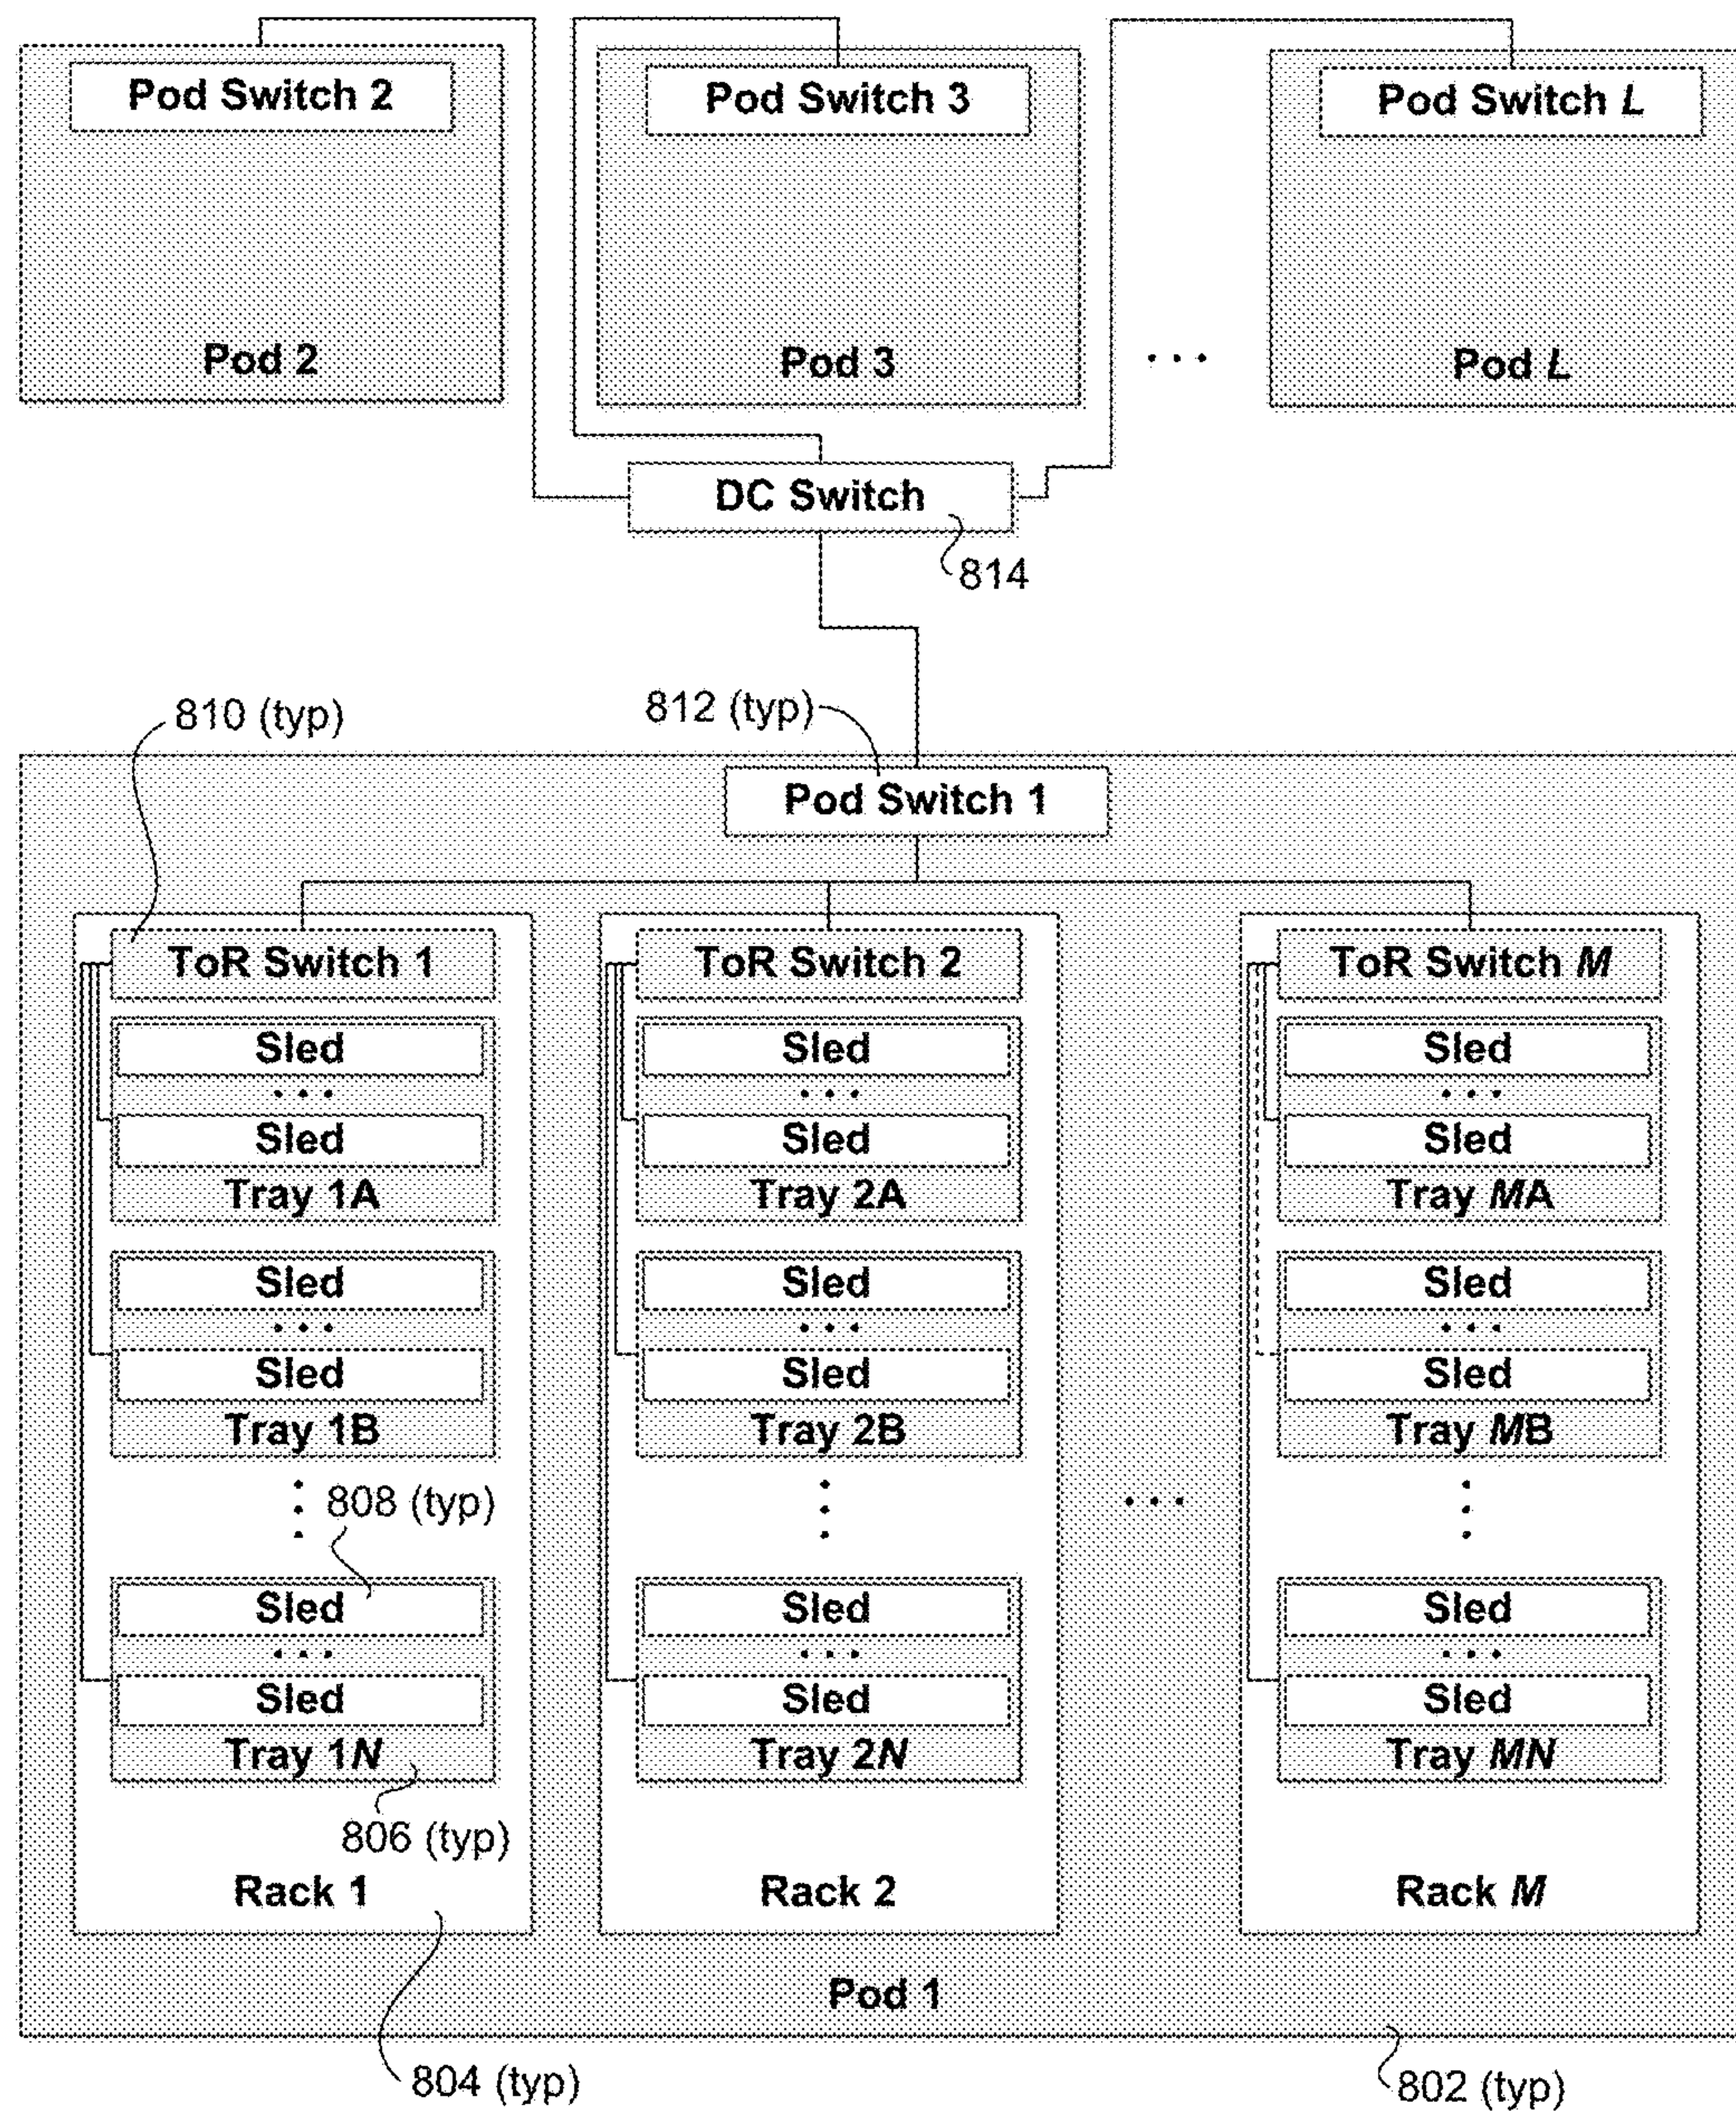 Pod Switch 2
Pod Switch 3
Pod Switch L
Pod 2
Pod 3
. . .
Pod L
DC Switch
814
810 (typ)
812 (typ)
Pod Switch 1
ToR Switch 1
Sled
. . .
Sled
Tray 1A
Sled
. . .
Sled
Tray 1B
808 (typ)
Sled
. . .
Sled
Tray 1N
806 (typ)
Rack 1
804 (typ)
ToR Switch 2
Sled
. . .
Sled
Tray 2A
Sled
. . .
Sled
Tray 2B
Sled
. . .
Sled
Tray 2N
Rack 2
. . .
ToR Switch M
Sled
. . .
Sled
Tray MA
Sled
. . .
Sled
Tray MB
Sled
. . .
Sled
Tray MN
Rack M
Pod 1
802 (typ)